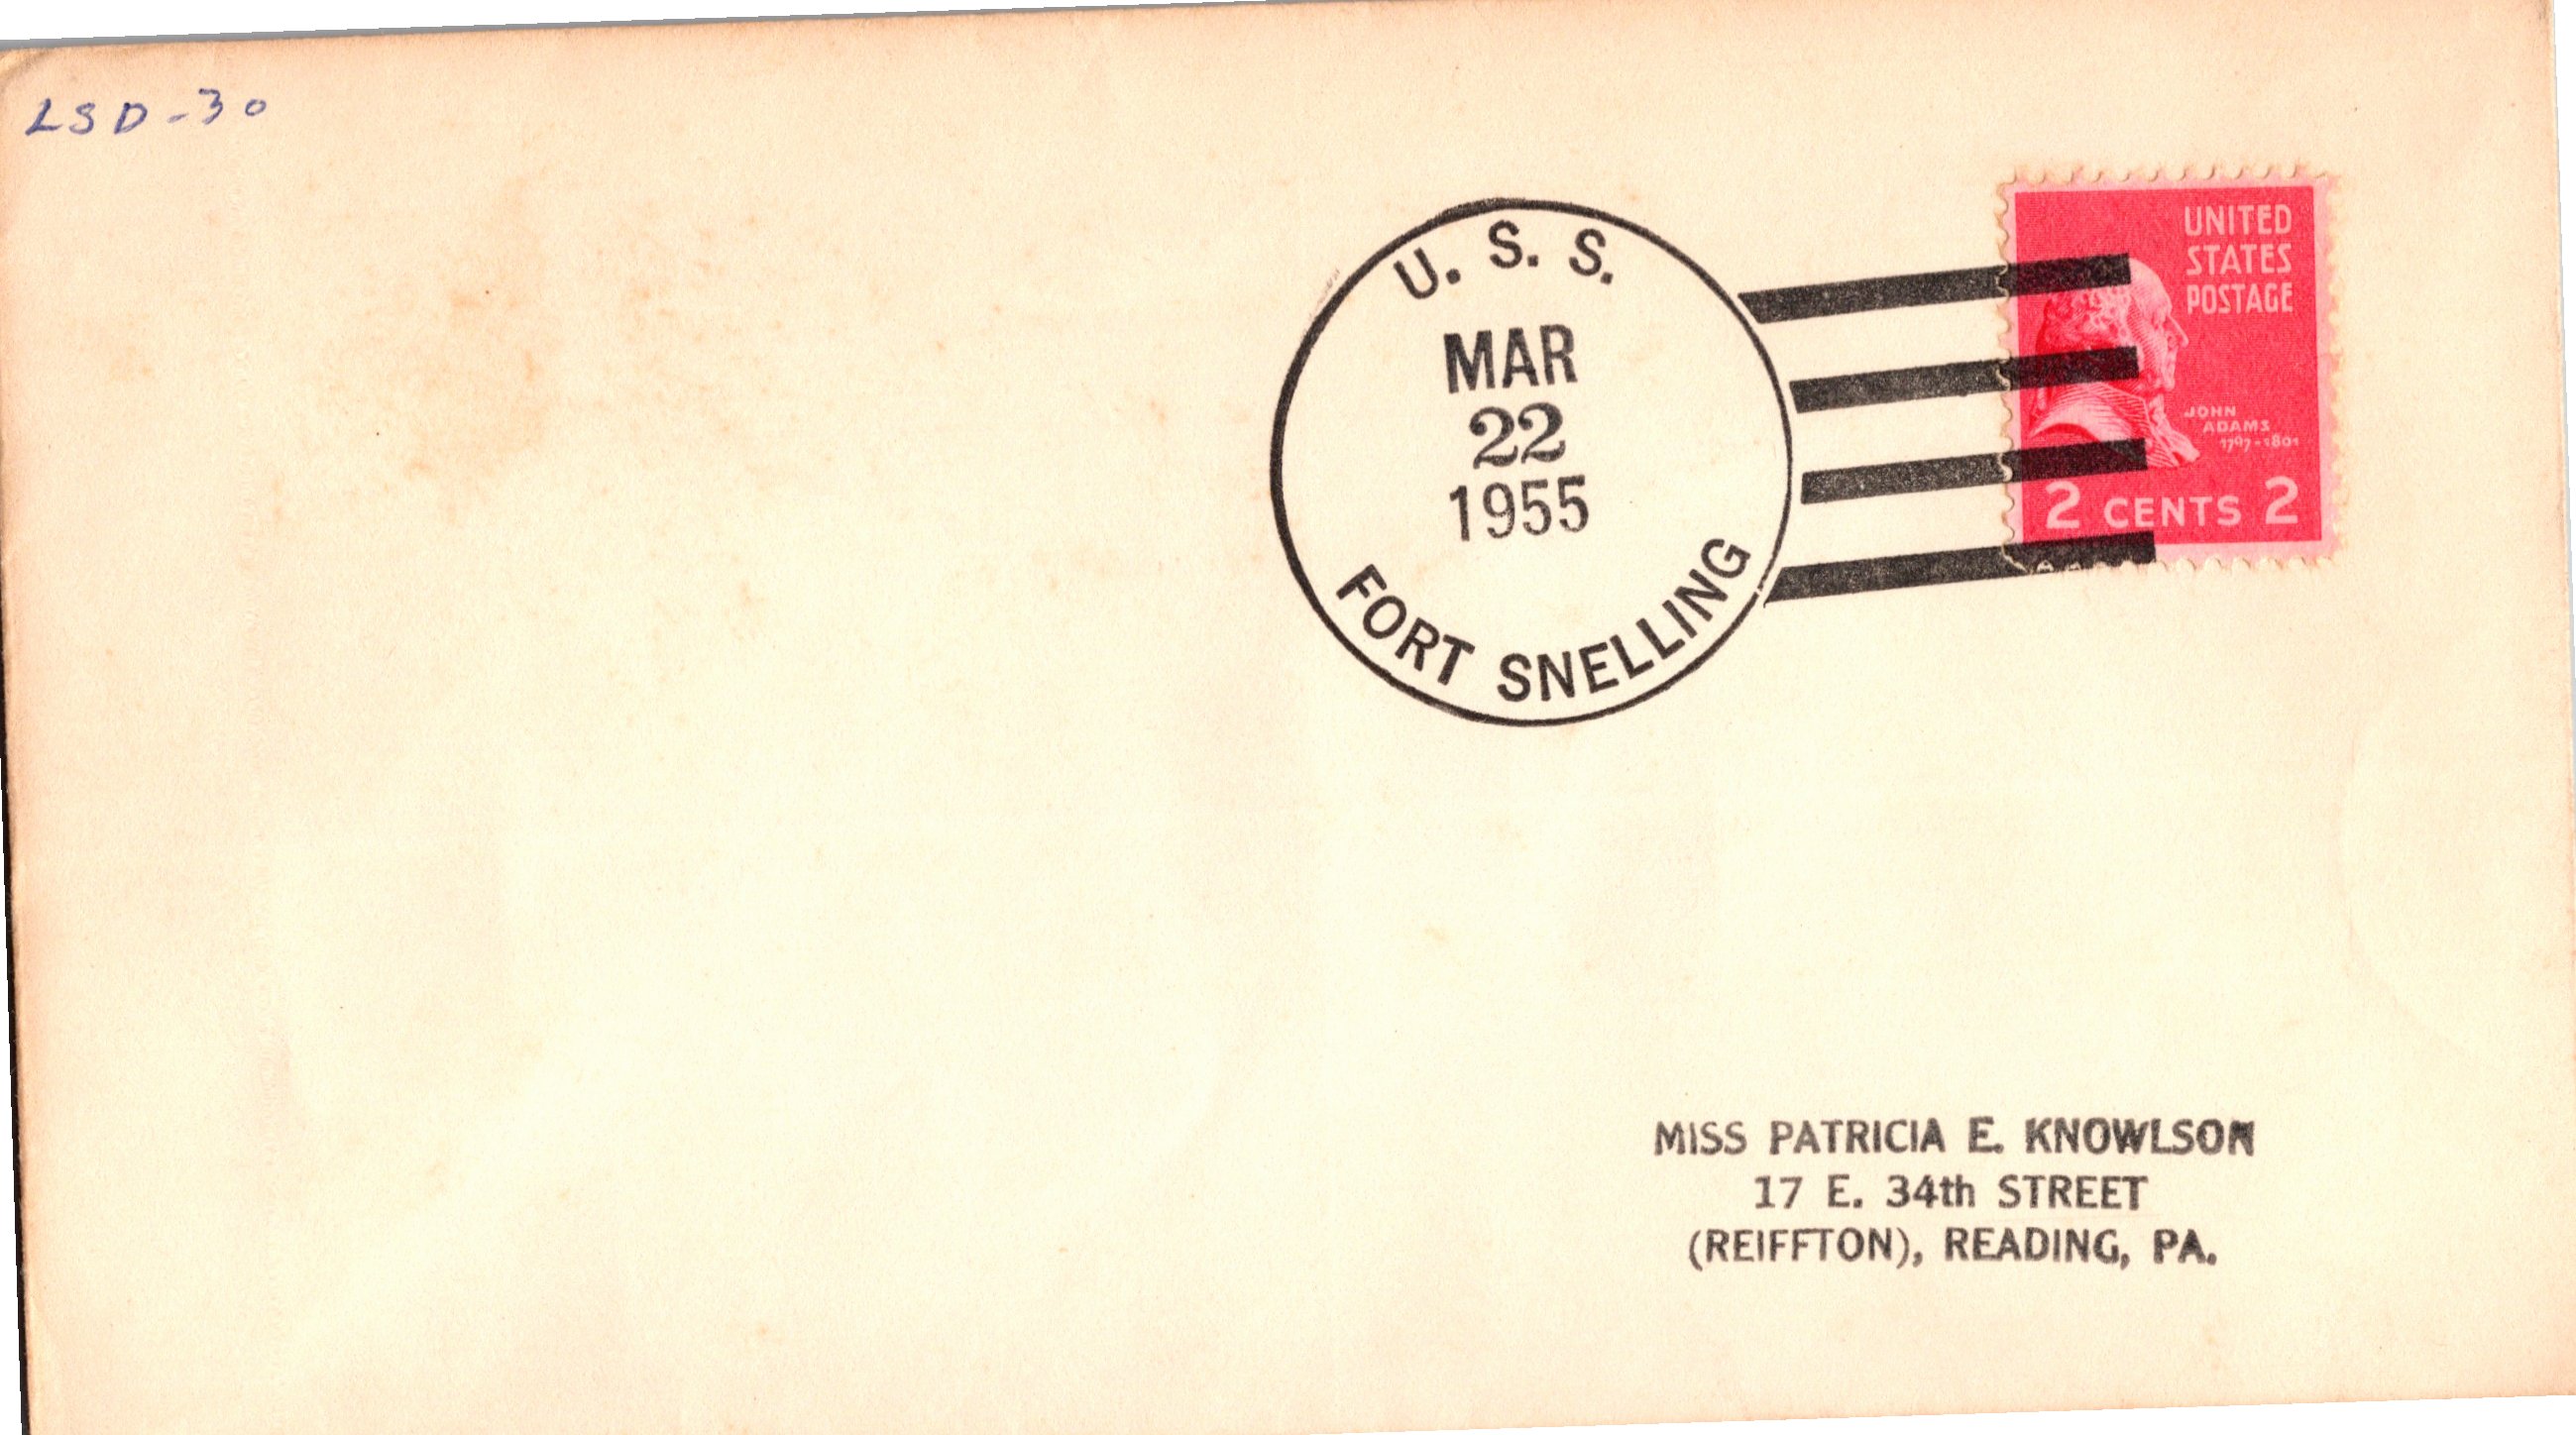 LSD-30
U. S. S.
MAR
22
1955
FORT SNELLING
UNITED
STATES
POSTAGE
JOHN
ADAMS
1797-1801
2 CENTS 2
MISS PATRICIA E. KNOWLSON
17 E. 34th STREET
(REIFFTON), READING, PA.